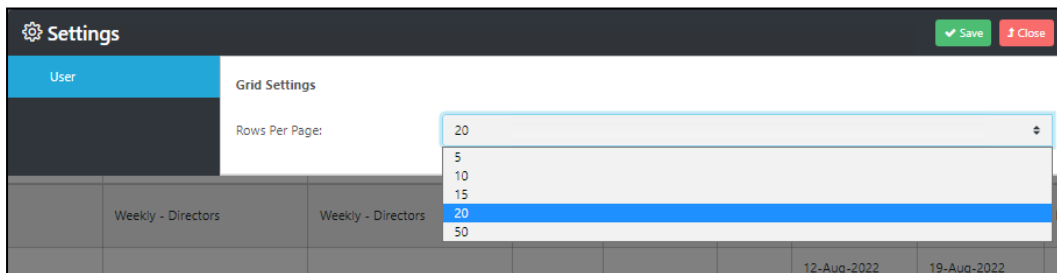 Settings
Save
Close
User
Grid Settings
Rows Per Page:
20
5
10
15
20
50
Weekly - Directors
Weekly - Directors
12-Aug-2022
19-Aug-2022